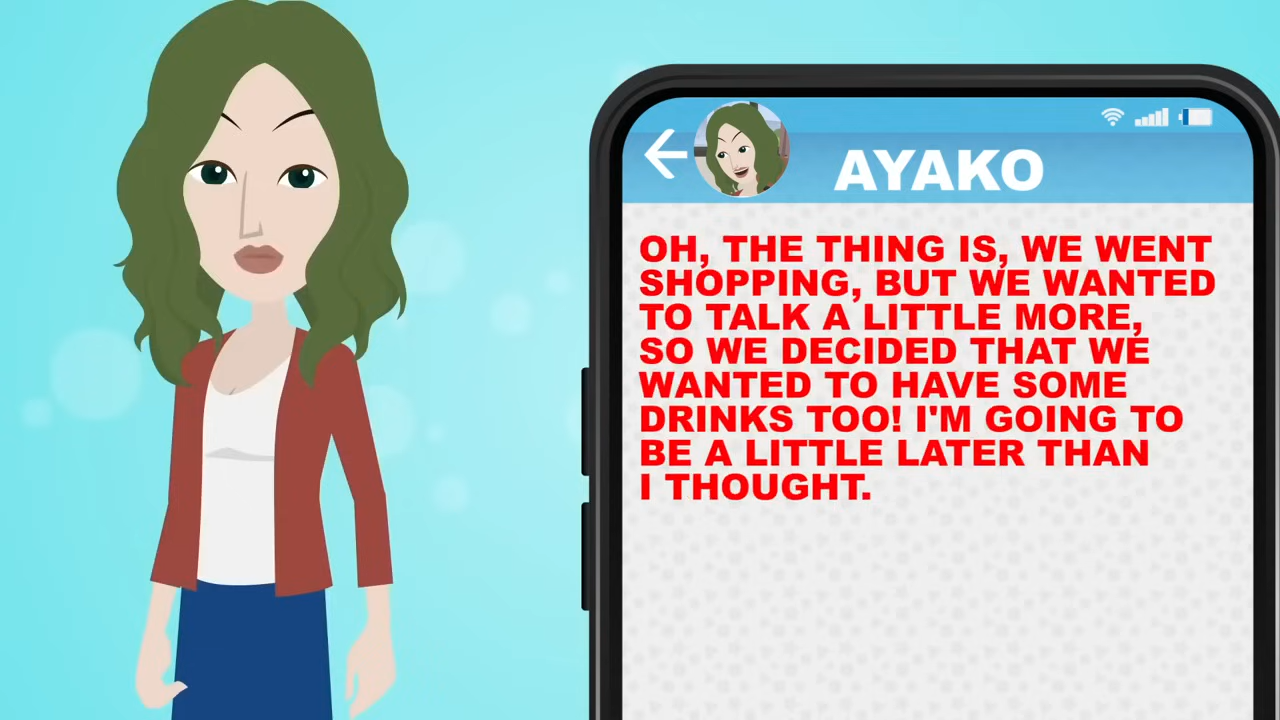 AYAKO
OH, THE THING IS, WE WENT
SHOPPING, BUT WE WANTED
TO TALK A LITTLE MORE,
SO WE DECIDED THAT WE
WANTED TO HAVE SOME
DRINKS TOO! I'M GOING TO
BE A LITTLE LATER THAN
I THOUGHT.